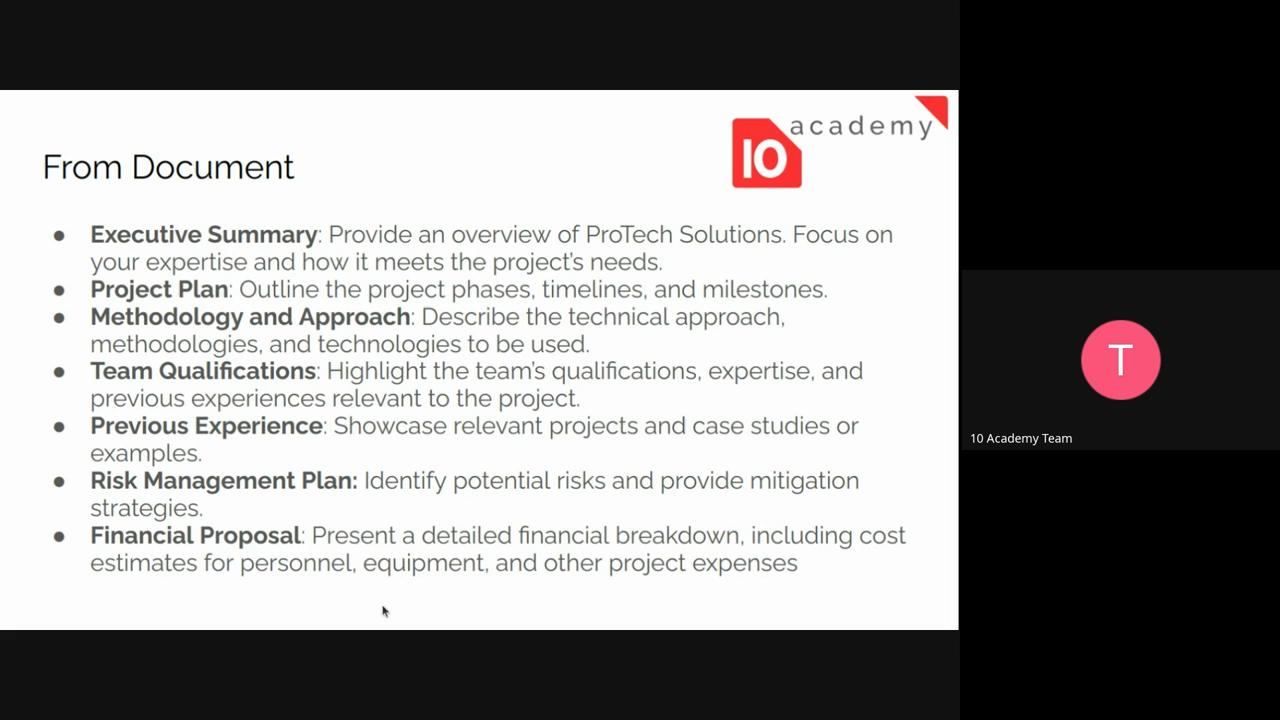 academy
10
From Document
● Executive Summary: Provide an overview of ProTech Solutions. Focus on
your expertise and how it meets the project's needs.
● Project Plan: Outline the project phases, timelines, and milestones.
● Methodology and Approach: Describe the technical approach,
methodologies, and technologies to be used.
● Team Qualifications: Highlight the team's qualifications, expertise, and
previous experiences relevant to the project.
● Previous Experience: Showcase relevant projects and case studies or
examples.
● Risk Management Plan: Identify potential risks and provide mitigation
strategies.
● Financial Proposal: Present a detailed financial breakdown, including cost
estimates for personnel, equipment, and other project expenses
T
10 Academy Team